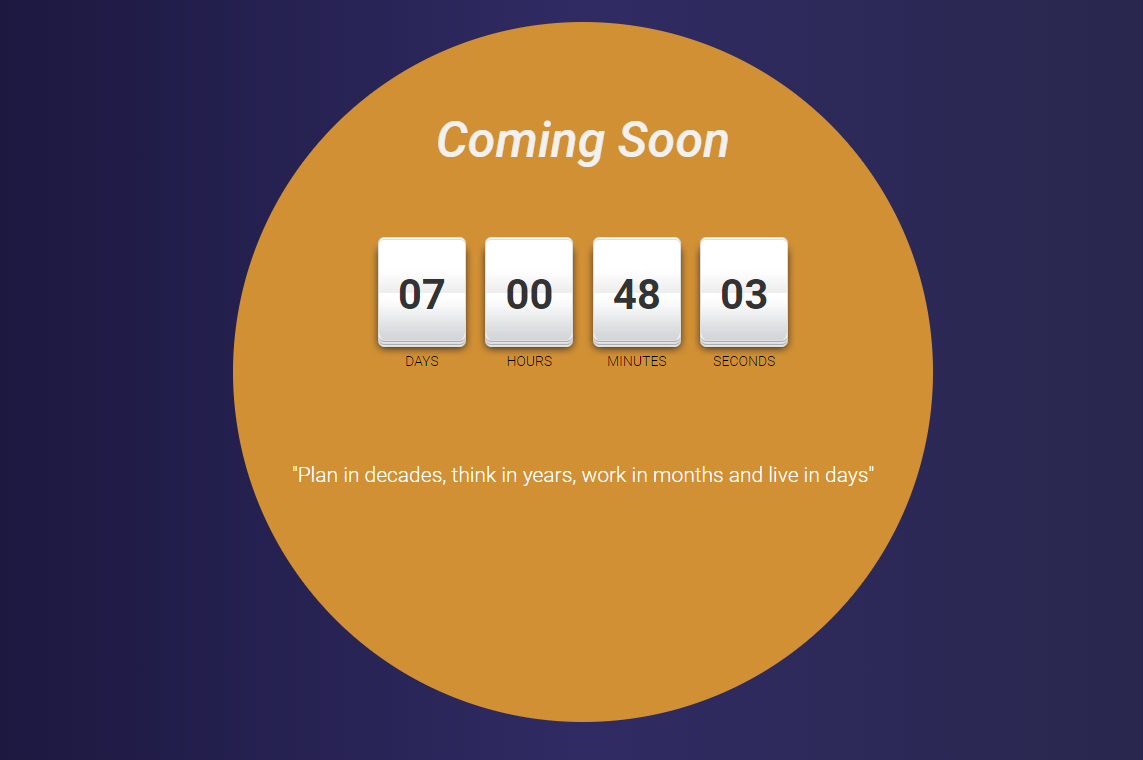 Coming Soon
07 00 48 03
DAYS HOURS MINUTES SECONDS
"Plan in decades, think in years, work in months and live in days"